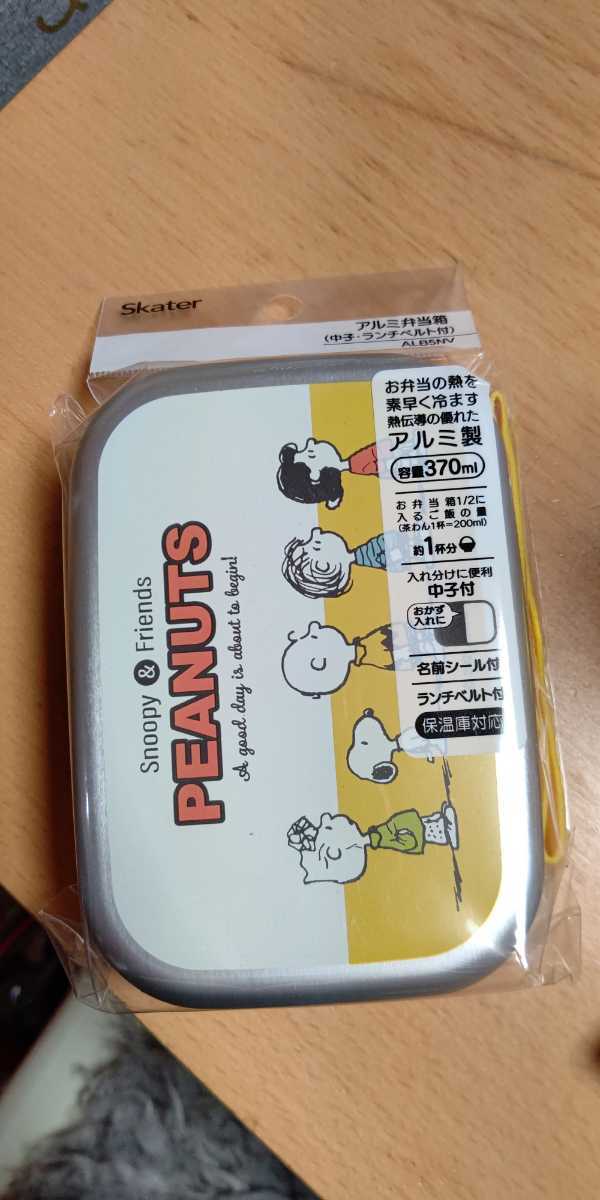 Skater
アルミ弁当箱
(中子・ランチベルト付)
ALB5NV
お弁当の熱を
素早く冷ます
熱伝導の優れた
アルミ製
容量370ml
お弁当箱1/2に
入るご飯の量
(茶わん1杯=200ml)
約1杯分
入れ分けに便利
中子付
おかず
入れに
名前シール付
ランチベルト付
保温庫対応
Snoopy & Friends
PEANUTS
A good day is about to begin!